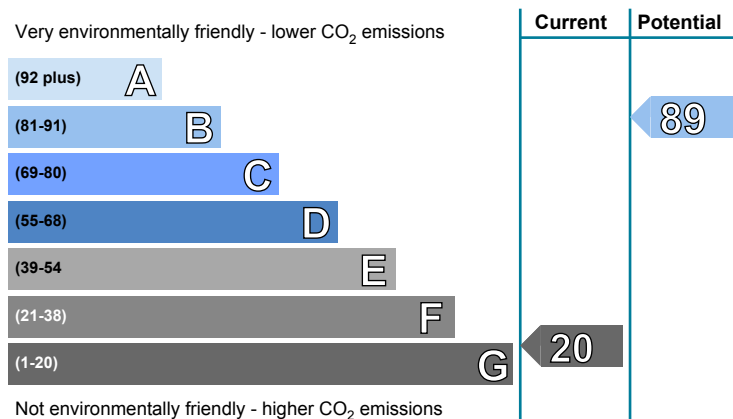 Very environmentally friendly - lower CO2 emissions
Current
Potential
(92 plus) A
(81-91) B
89
(69-80) C
(55-68) D
(39-54 E
(21-38) F
(1-20) G
20
Not environmentally friendly - higher CO2 emissions